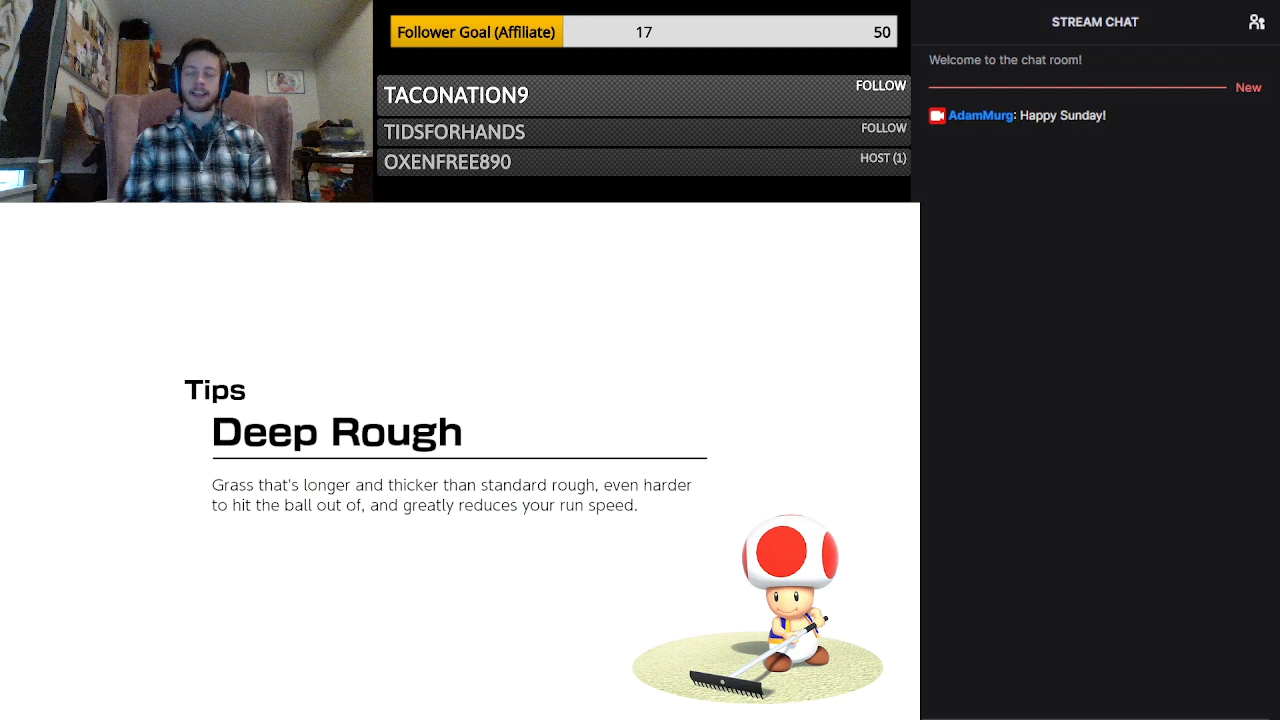 Follower Goal (Affiliate) 17 50
TACONATION9 FOLLOW
TIDSFORHANDS FOLLOW
OXENFREE890 HOST (1)
STREAM CHAT
Welcome to the chat room!
New
AdamMurg: Happy Sunday!
Tips
Deep Rough
Grass that's longer and thicker than standard rough, even harder
to hit the ball out of, and greatly reduces your run speed.